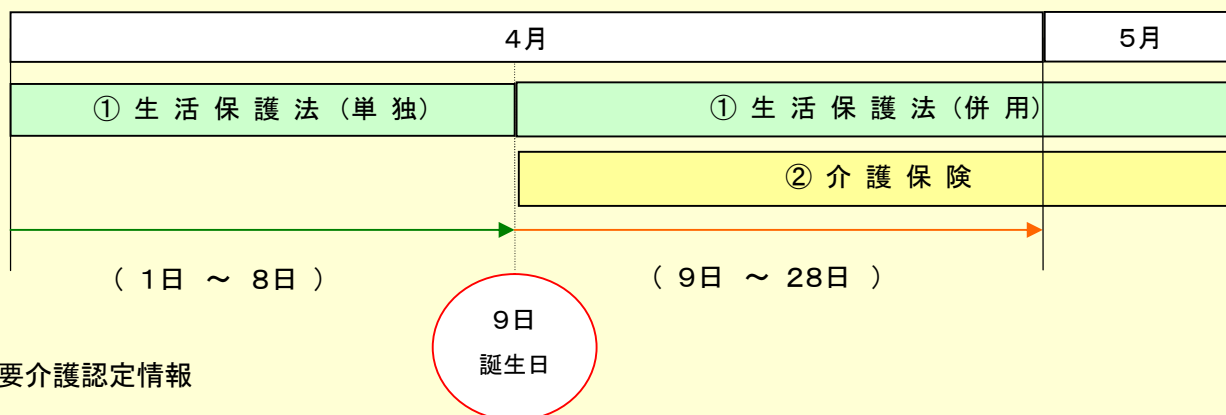 4月
5月
① 生 活 保 護 法 (単 独)
① 生 活 保 護 法 (併 用)
② 介 護 保 険
( 1日 ~ 8日 )
( 9日 ~ 28日 )
9日
誕生日
要介護認定情報